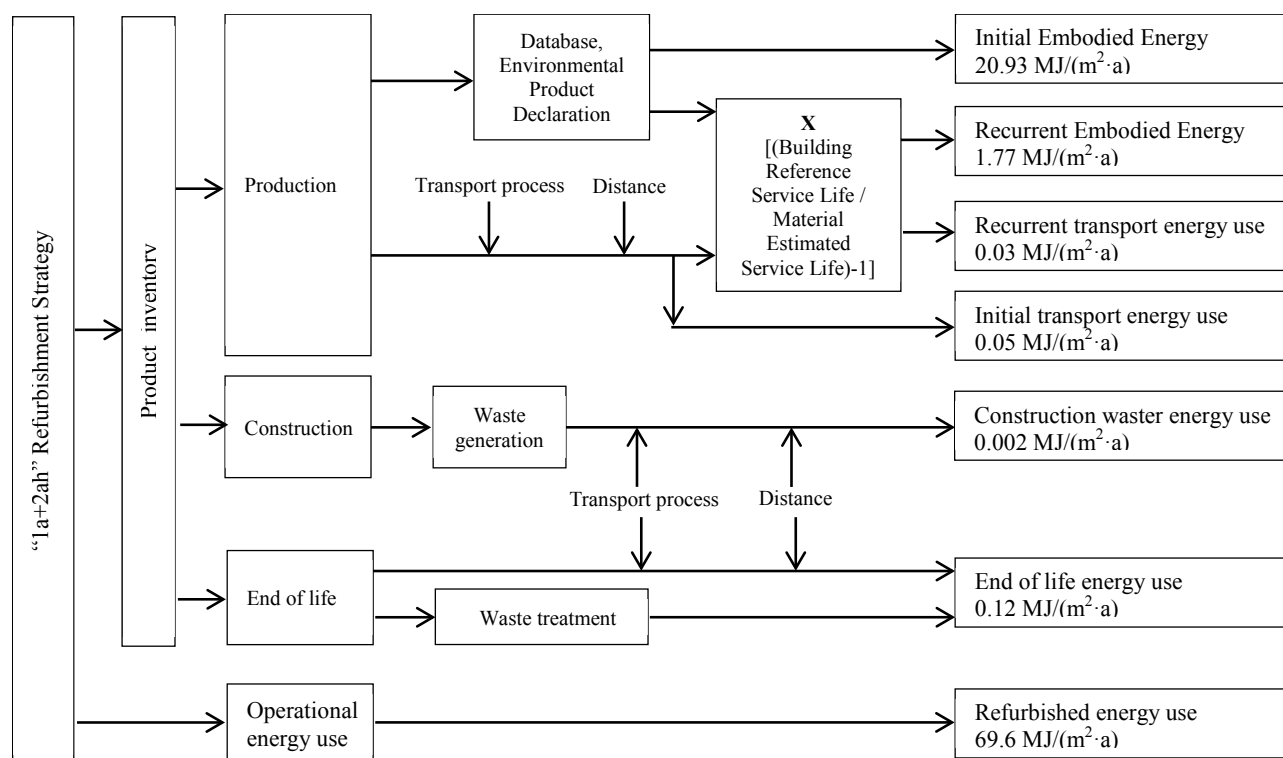 “1a+2ah” Refurbishment Strategy
Product inventory
Production
Database,
Environmental
Product
Declaration
Transport process
Distance
X
[(Building
Reference
Service Life /
Material
Estimated
Service Life)-1]
Initial Embodied Energy
20.93 MJ/(m²·a)
Recurrent Embodied Energy
1.77 MJ/(m²·a)
Recurrent transport energy use
0.03 MJ/(m²·a)
Initial transport energy use
0.05 MJ/(m²·a)
Construction
Waste
generation
Construction waster energy use
0.002 MJ/(m²·a)
Transport process
Distance
End of life
Waste treatment
End of life energy use
0.12 MJ/(m²·a)
Operational
energy use
Refurbished energy use
69.6 MJ/(m²·a)